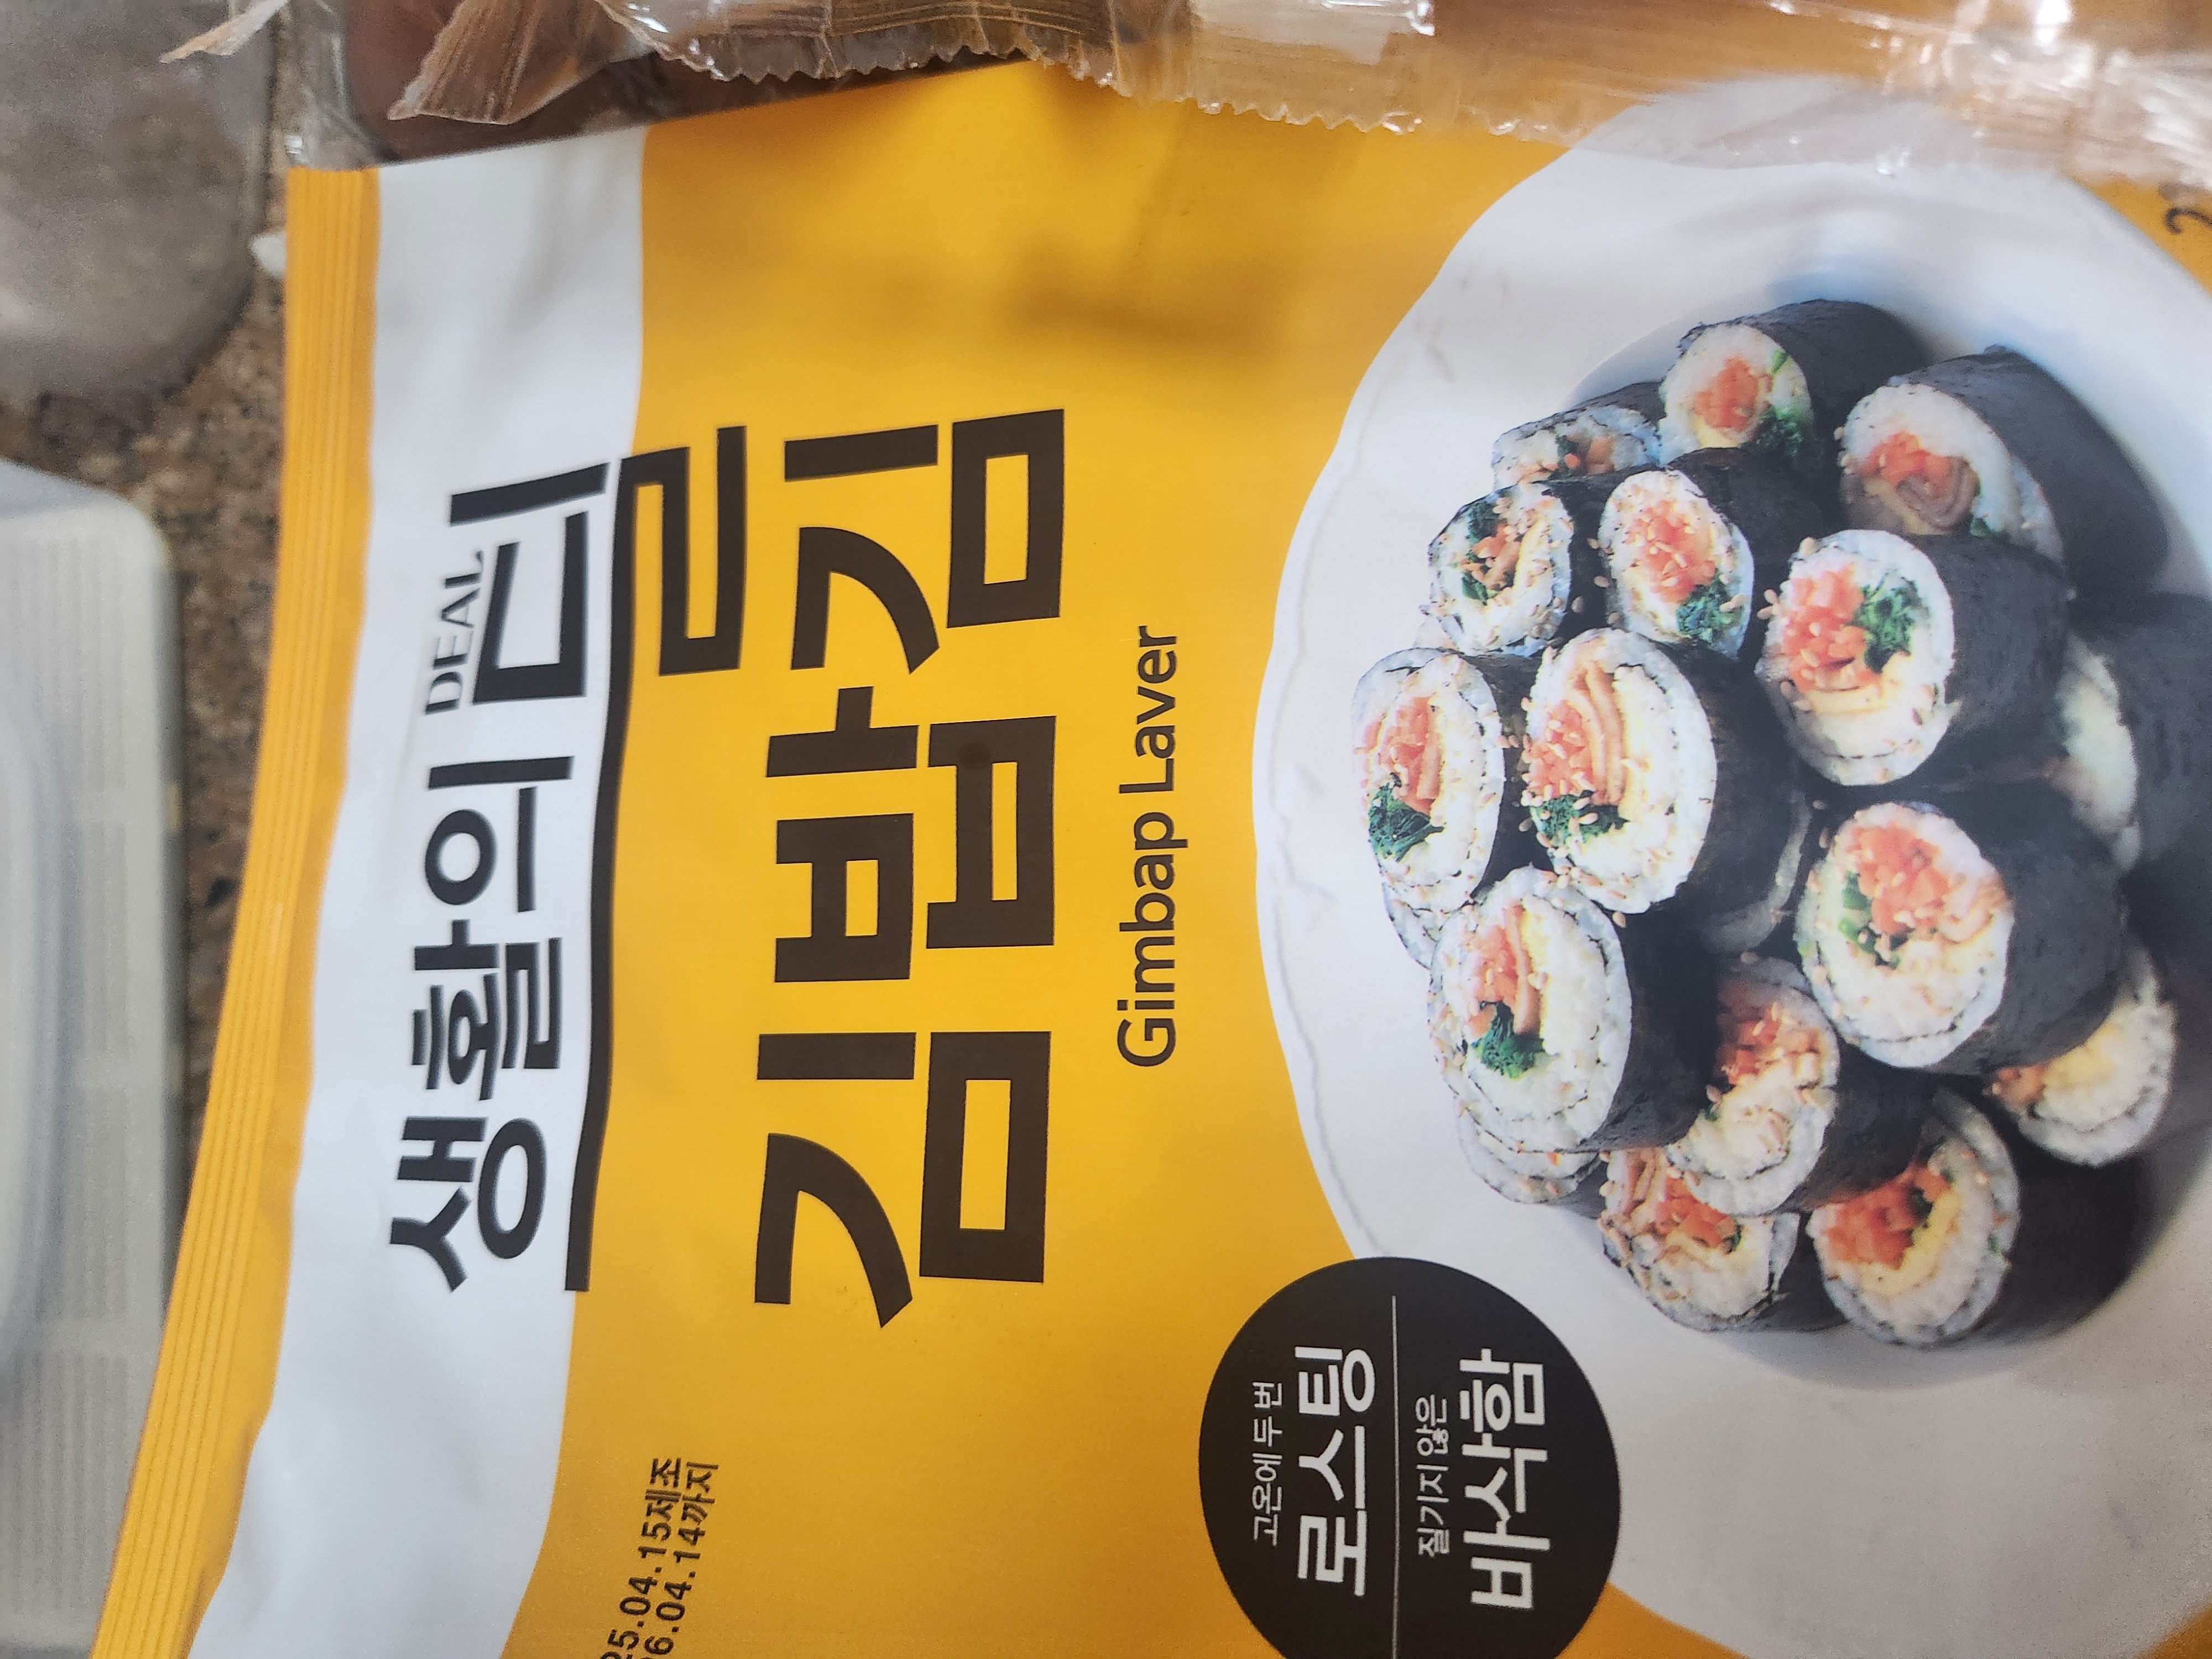 DEAL
생활의 딜
김밥김
Gimbap Laver
25.04.15제조
26.04.14까지
고온에 두 번
로스팅
질기지 않은
바삭함